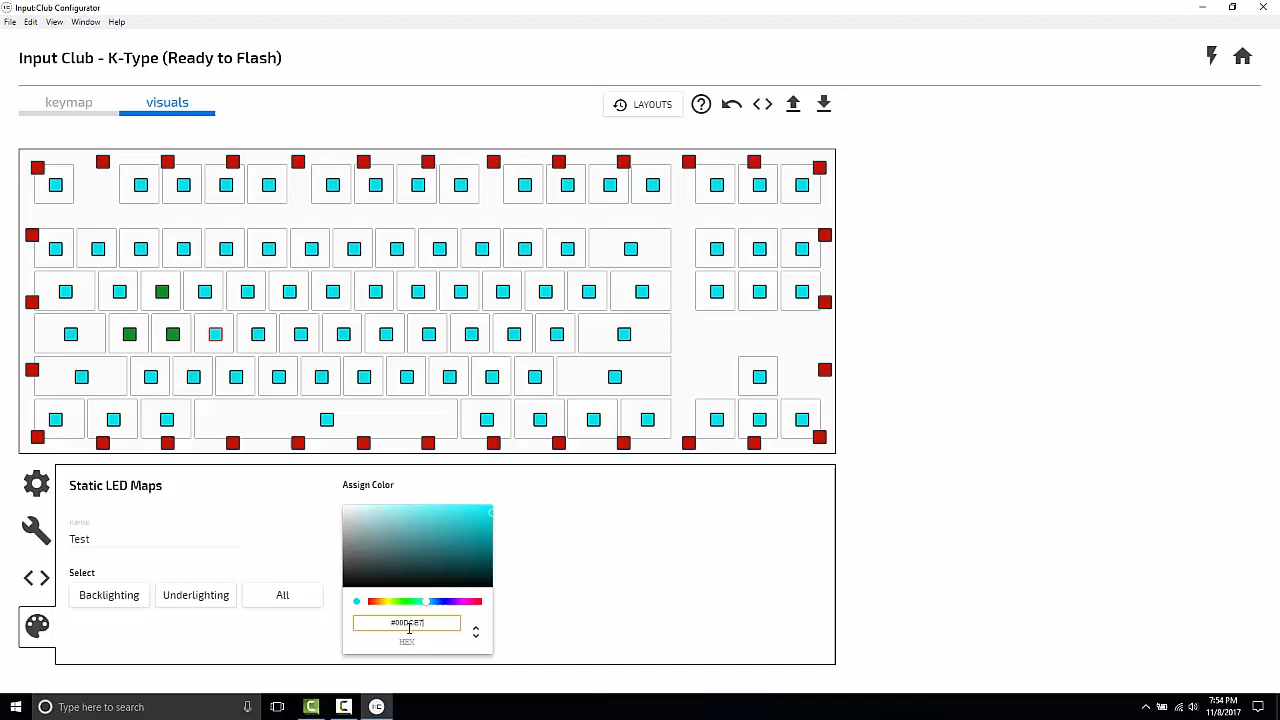 Input:Club Configurator
File Edit View Window Help
Input Club - K-Type (Ready to Flash)
keymap visuals LAYOUTS
Static LED Maps Assign Color
name
Test
Select
Backlighting Underlighting All
HEX
Type here to search
7:54 PM
11/8/2017